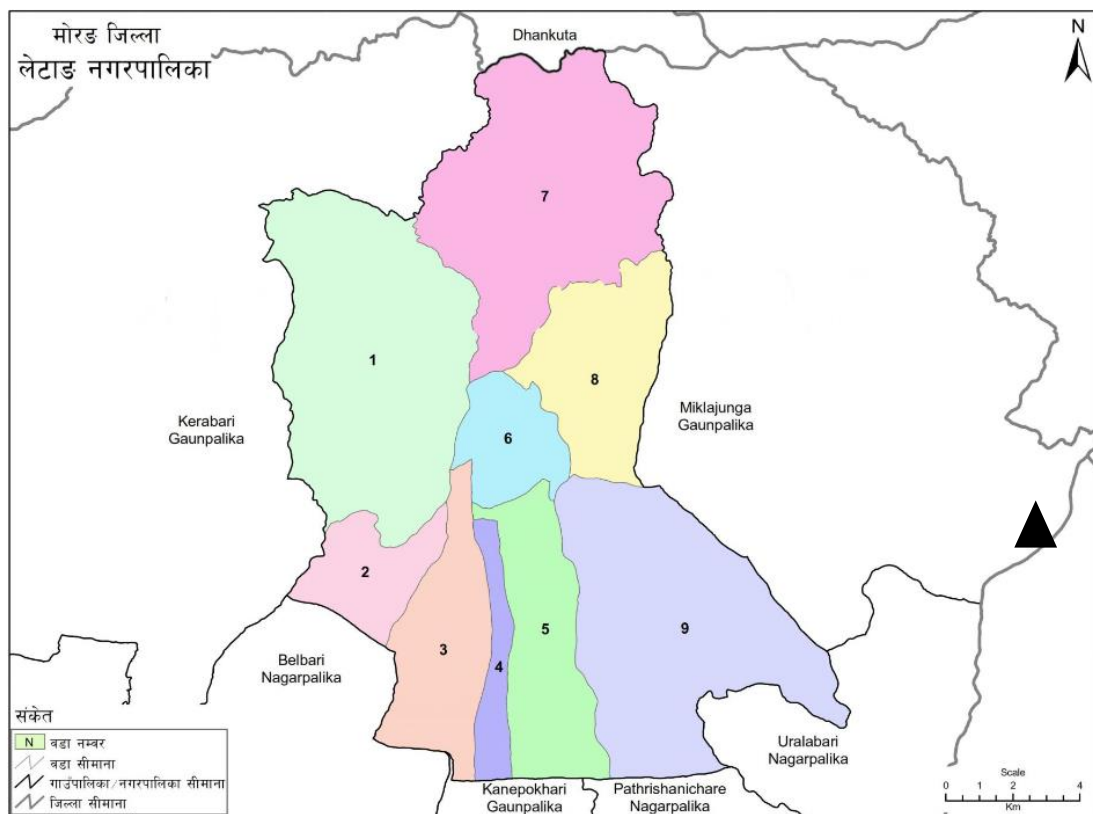 मोरङ जिल्ला
लेटाङ नगरपालिका
Dhankuta
N
7
1
8
Kerabari
Gaunpalika
Miklajunga
Gaunpalika
6
2
5
9
3
4
Belbari
Nagarpalika
Uralabari
Nagarpalika
Kanepokhari
Gaunpalika
Pathrishanichare
Nagarpalika
संकेत
N वडा नम्बर
वडा सीमाना
गाउँपालिका/नगरपालिका सीमाना
जिल्ला सीमाना
Scale
0 1 2 4
Km